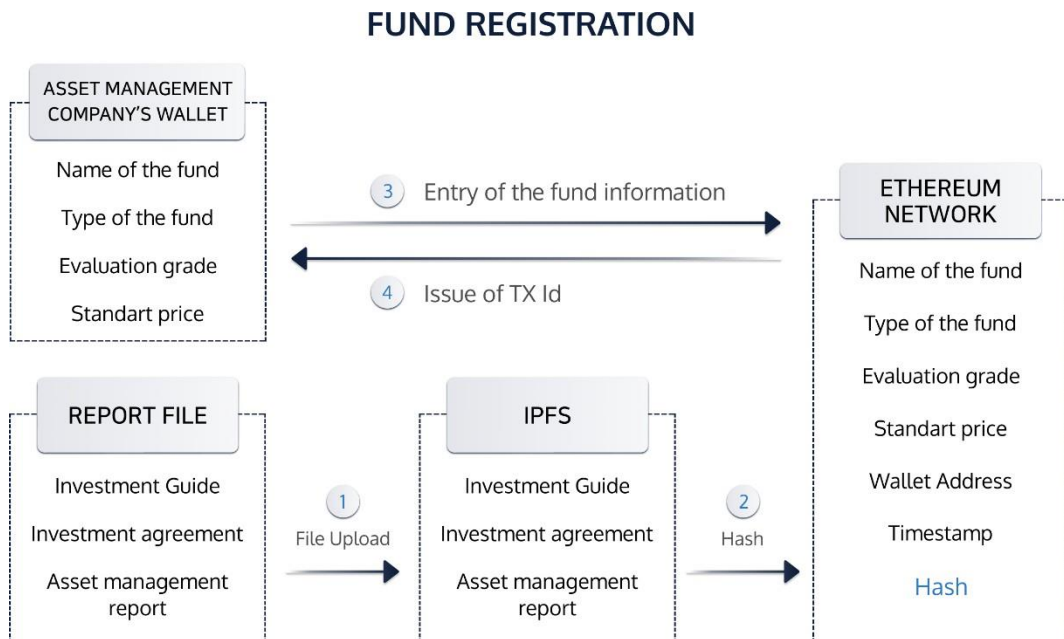 FUND REGISTRATION
ASSET MANAGEMENT
COMPANY'S WALLET
Name of the fund
Type of the fund
Evaluation grade
Standart price
3 Entry of the fund information
4 Issue of TX Id
ETHEREUM
NETWORK
Name of the fund
Type of the fund
Evaluation grade
Standart price
Wallet Address
Timestamp
Hash
REPORT FILE
Investment Guide
Investment agreement
Asset management
report
1
File Upload
IPFS
Investment Guide
Investment agreement
Asset management
report
2
Hash